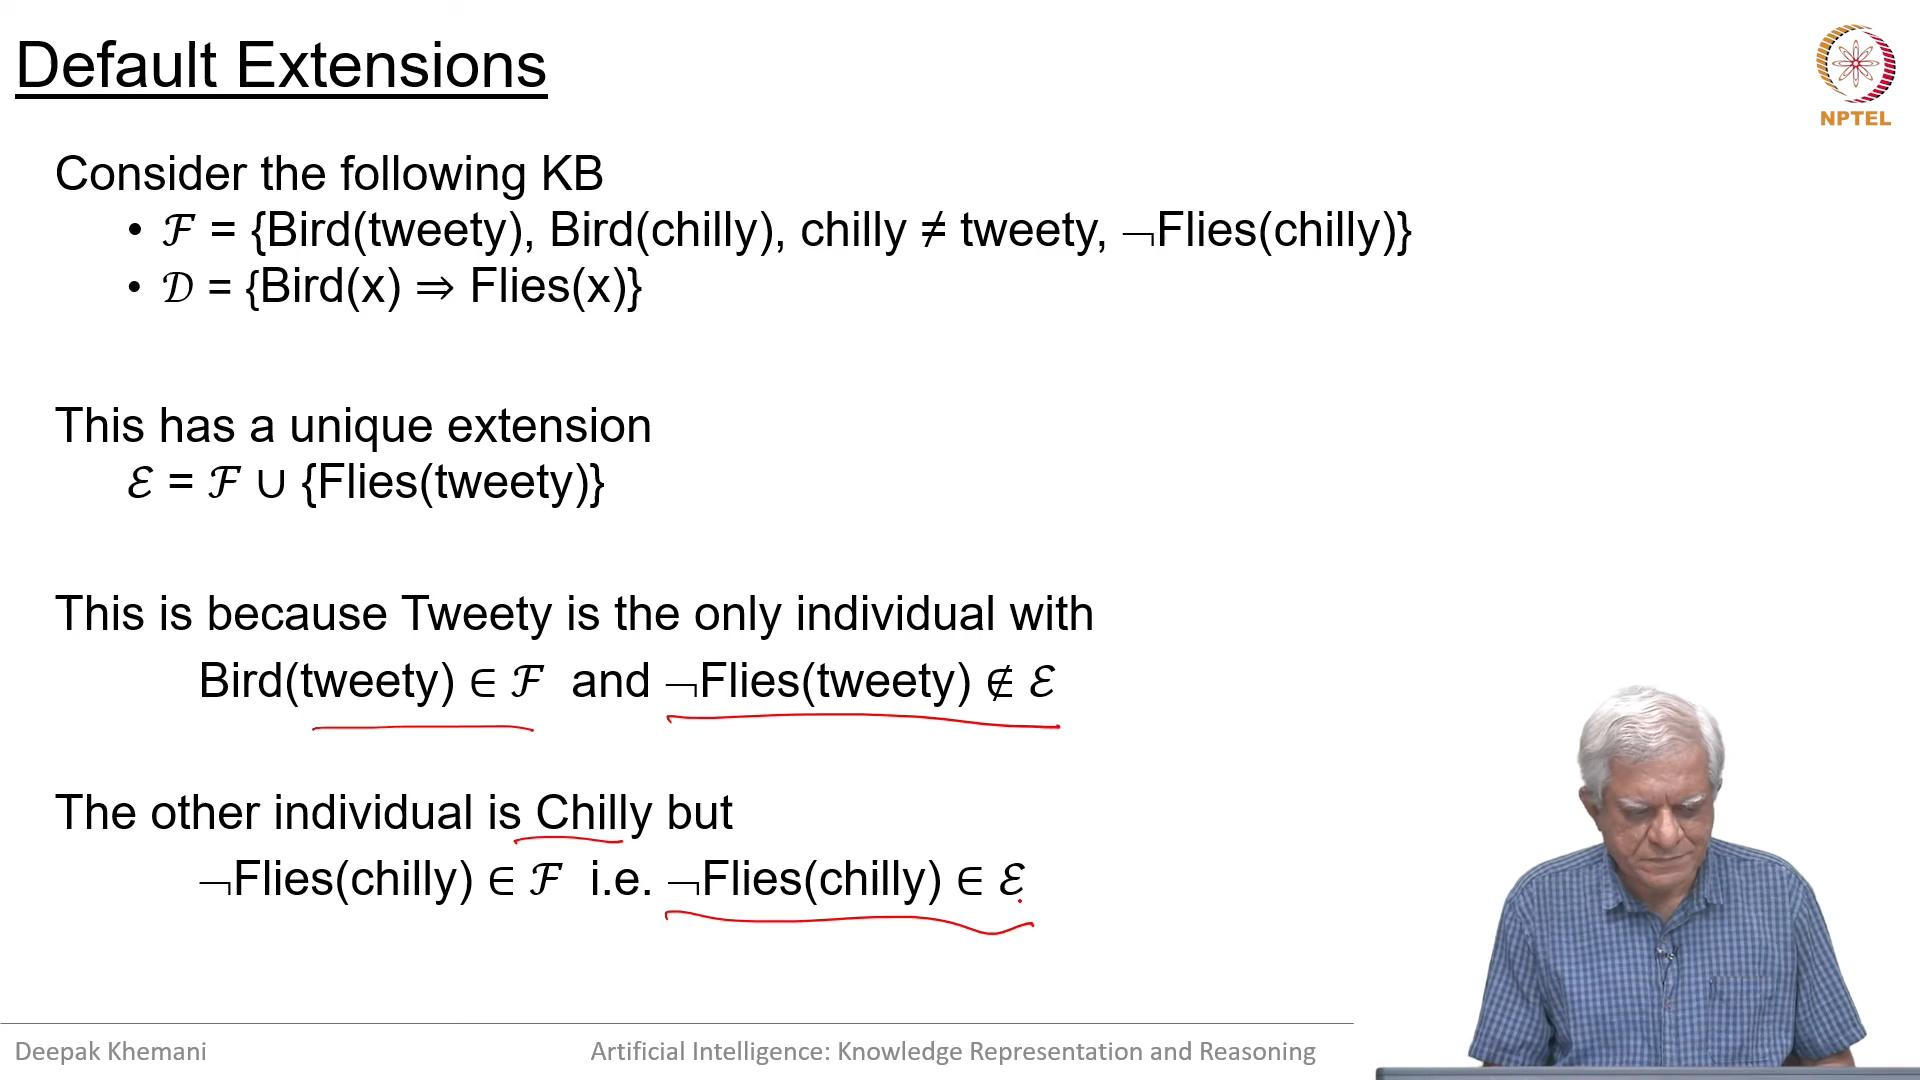 Default Extensions
NPTEL
Consider the following KB
• ℱ = {Bird(tweety), Bird(chilly), chilly ≠ tweety, ¬Flies(chilly)}
• 𝒟 = {Bird(x) ⇒ Flies(x)}
This has a unique extension
ℰ = ℱ ∪ {Flies(tweety)}
This is because Tweety is the only individual with
Bird(tweety) ∈ ℱ and ¬Flies(tweety) ∉ ℰ
The other individual is Chilly but
¬Flies(chilly) ∈ ℱ i.e. ¬Flies(chilly) ∈ ℰ
Deepak Khemani
Artificial Intelligence: Knowledge Representation and Reasoning